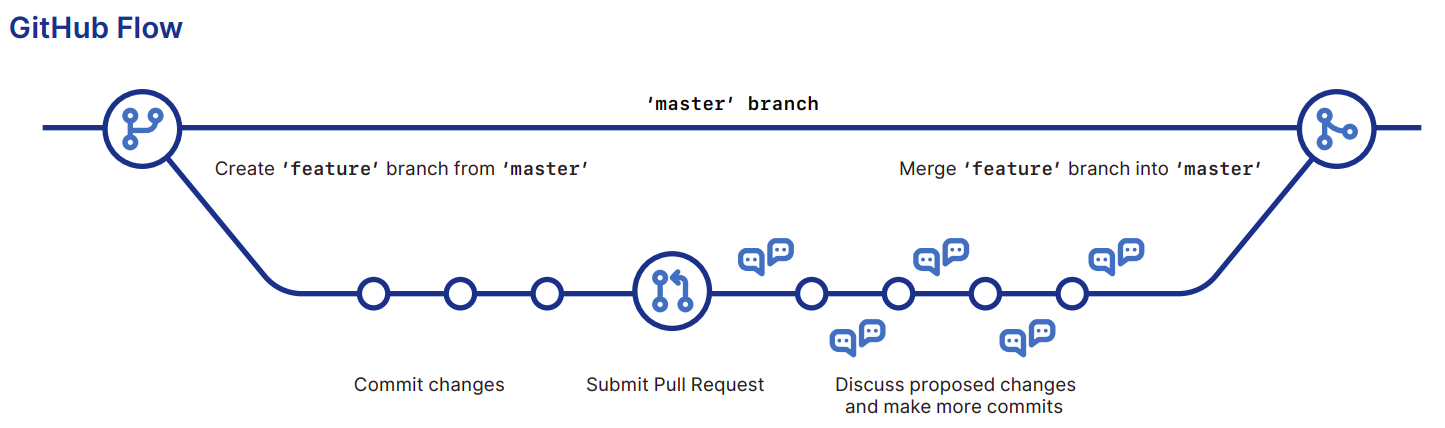 GitHub Flow
‘master’ branch
Create ‘feature’ branch from ‘master’
Merge ‘feature’ branch into ‘master’
Commit changes
Submit Pull Request
Discuss proposed changes
and make more commits